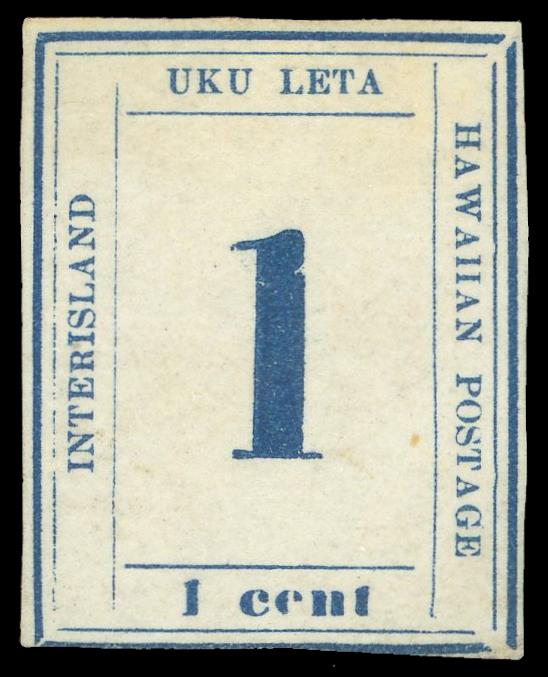 UKU LETA
INTERISLAND
1
HAWAIIAN POSTAGE
1 cent